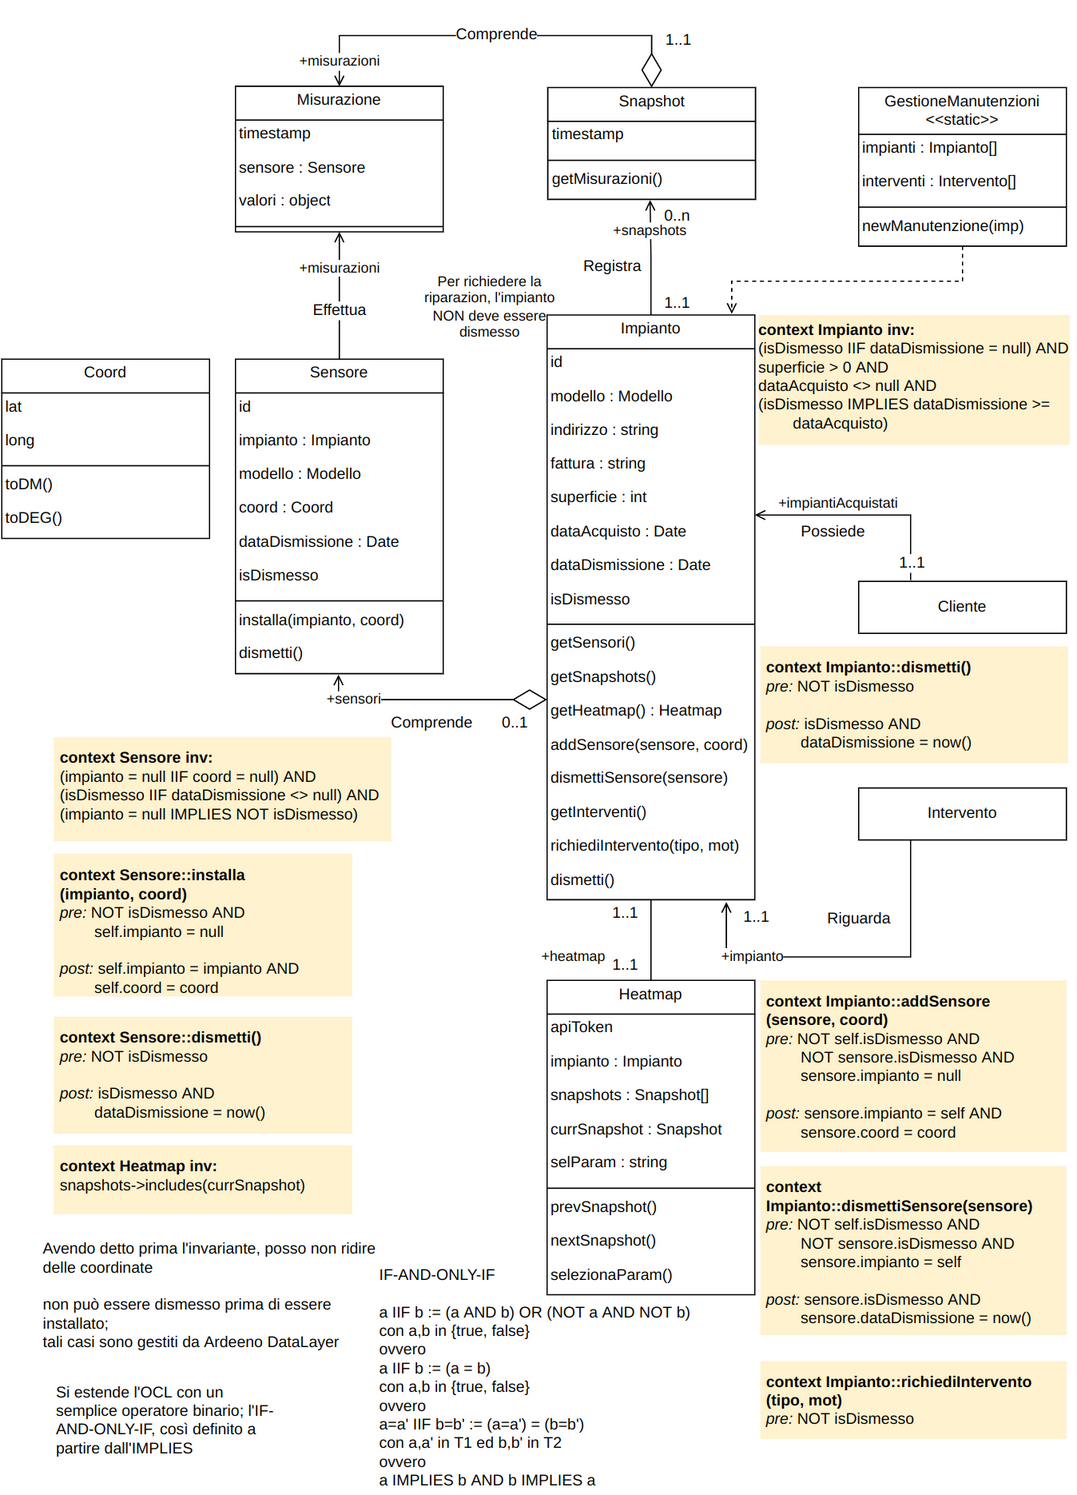 Comprende
1..1
+misurazioni
Misurazione
timestamp
sensore : Sensore
valori : object
Snapshot
timestamp
getMisurazioni()
GestioneManutenzioni
<<static>>
impianti : Impianto[]
interventi : Intervento[]
newManutenzione(imp)
0..n
+snapshots
Registra
1..1
+misurazioni
Effettua
Per richiedere la
riparazion, l'impianto
NON deve essere
dismesso
Coord
lat
long
toDM()
toDEG()
Sensore
id
impianto : Impianto
modello : Modello
coord : Coord
dataDismissione : Date
isDismesso
installa(impianto, coord)
dismetti()
Impianto
id
modello : Modello
indirizzo : string
fattura : string
superficie : int
dataAcquisto : Date
dataDismissione : Date
isDismesso
getSensori()
getSnapshots()
getHeatmap() : Heatmap
addSensore(sensore, coord)
dismettiSensore(sensore)
getInterventi()
richiediIntervento(tipo, mot)
dismetti()
context Impianto inv:
(isDismesso IIF dataDismissione = null) AND
superficie > 0 AND
dataAcquisto <> null AND
(isDismesso IMPLIES dataDismissione >=
dataAcquisto)
+impiantiAcquistati
Possiede
1..1
Cliente
context Impianto::dismetti()
pre: NOT isDismesso
post: isDismesso AND
dataDismissione = now()
+sensori
Comprende
0..1
context Sensore inv:
(impianto = null IIF coord = null) AND
(isDismesso IIF dataDismissione <> null) AND
(impianto = null IMPLIES NOT isDismesso)
Intervento
Riguarda
1..1
+impianto
context Sensore::installa
(impianto, coord)
pre: NOT isDismesso AND
self.impianto = null
post: self.impianto = impianto AND
self.coord = coord
1..1
+heatmap
1..1
Heatmap
apiToken
impianto : Impianto
snapshots : Snapshot[]
currSnapshot : Snapshot
selParam : string
prevSnapshot()
nextSnapshot()
selezionaParam()
context Sensore::dismetti()
pre: NOT isDismesso
post: isDismesso AND
dataDismissione = now()
context Heatmap inv:
snapshots->includes(currSnapshot)
context Impianto::addSensore
(sensore, coord)
pre: NOT self.isDismesso AND
NOT sensore.isDismesso AND
sensore.impianto = null
post: sensore.impianto = self AND
sensore.coord = coord
context
Impianto::dismettiSensore(sensore)
pre: NOT self.isDismesso AND
NOT sensore.isDismesso AND
sensore.impianto = self
post: sensore.isDismesso AND
sensore.dataDismissione = now()
context Impianto::richiediIntervento
(tipo, mot)
pre: NOT isDismesso
Avendo detto prima l'invariante, posso non ridire
delle coordinate
non può essere dismesso prima di essere
installato;
tali casi sono gestiti da Ardeeno DataLayer
Si estende l'OCL con un
semplice operatore binario; l'IF-
AND-ONLY-IF, così definito a
partire dall'IMPLIES
IF-AND-ONLY-IF
a IIF b := (a AND b) OR (NOT a AND NOT b)
con a,b in {true, false}
ovvero
a IIF b := (a = b)
con a,b in {true, false}
ovvero
a=a' IIF b=b' := (a=a') = (b=b')
con a,a' in T1 ed b,b' in T2
ovvero
a IMPLIES b AND b IMPLIES a